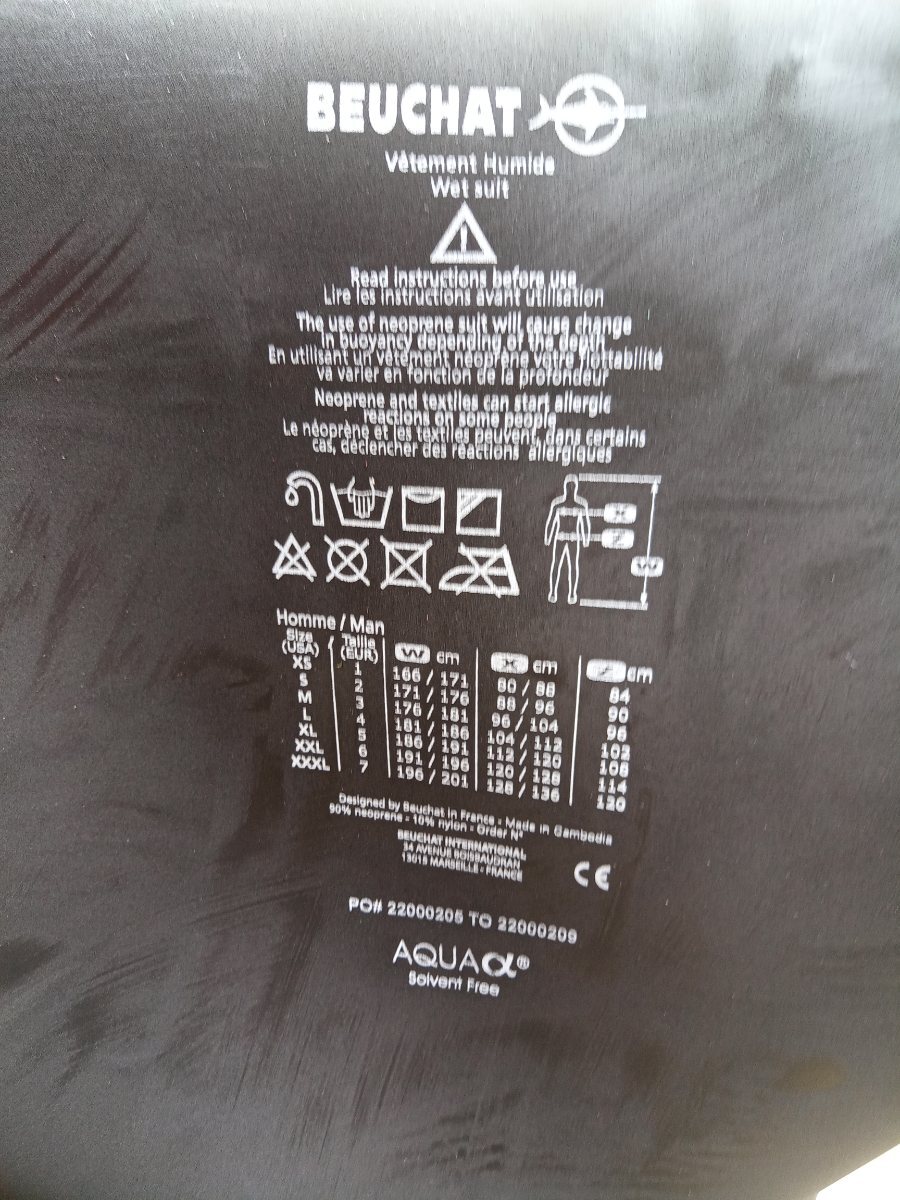 BEUCHAT
Vêtement Humide
Wet suit
Read instructions before use
Lire les instructions avant utilisation
The use of neoprene suit will cause change
in buoyancy depending of the depth
En utilisant un vêtement néoprène votre flottabilité
va varier en fonction de la profondeur
Neoprene and textiles can start allergic
reactions on some people
Le néoprène et les textiles peuvent, dans certains
cas, déclencher des réactions allergiques
X
Z
W
Homme / Man
Size (USA) / Taille (EUR) W cm X cm Z cm
XS 1 166 / 171 80 / 88 84
S 2 171 / 176 88 / 96 90
M 3 176 / 181 96 / 104 96
L 4 181 / 186 104 / 112 102
XL 5 186 / 191 112 / 120 108
XXL 6 191 / 196 120 / 128 114
XXXL 7 196 / 201 128 / 136 120
Designed by Beuchat in France - Made in Cambodia
90% neoprene - 10% nylon - Order N°
BEUCHAT INTERNATIONAL
34 AVENUE BOISBAUDRAN
13015 MARSEILLE - FRANCE
CE
PO# 22000205 TO 22000209
AQUAα®
Solvent Free